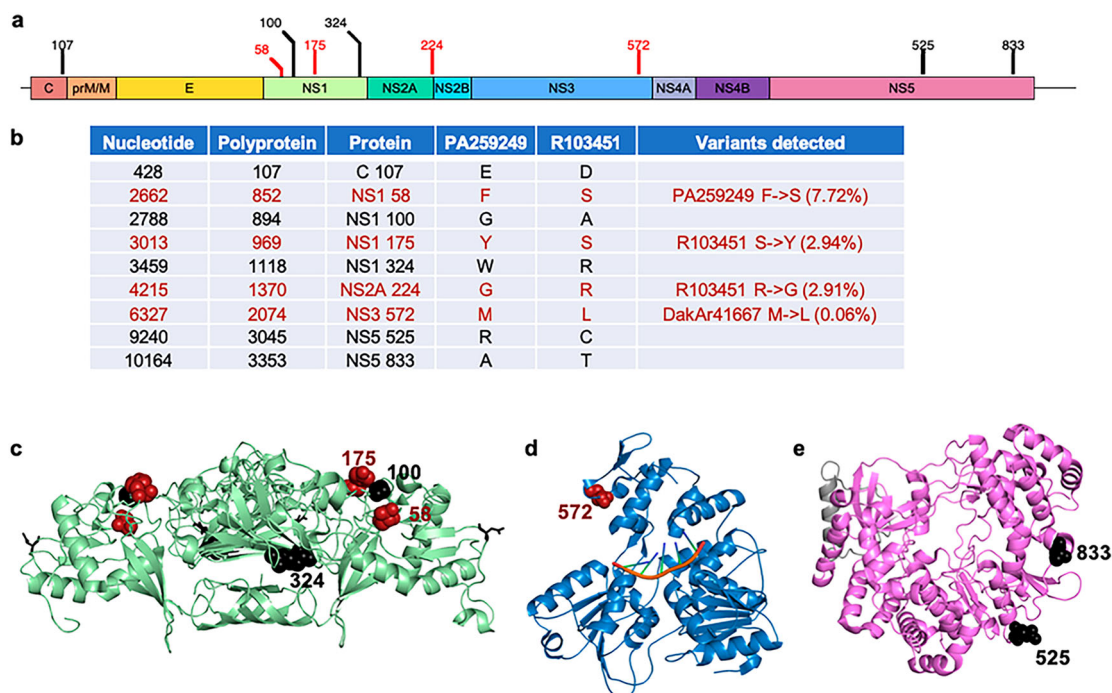 a
107
58
100
175
324
224
572
525
833
C prM/M E NS1 NS2A NS2B NS3 NS4A NS4B NS5
b
Nucleotide Polyprotein Protein PA259249 R103451 Variants detected
428 107 C 107 E D
2662 852 NS1 58 F S PA259249 F->S (7.72%)
2788 894 NS1 100 G A
3013 969 NS1 175 Y S R103451 S->Y (2.94%)
3459 1118 NS1 324 W R
4215 1370 NS2A 224 G R R103451 R->G (2.91%)
6327 2074 NS3 572 M L DakAr41667 M->L (0.06%)
9240 3045 NS5 525 R C
10164 3353 NS5 833 A T
c
175
100
58
324
d
572
e
833
525